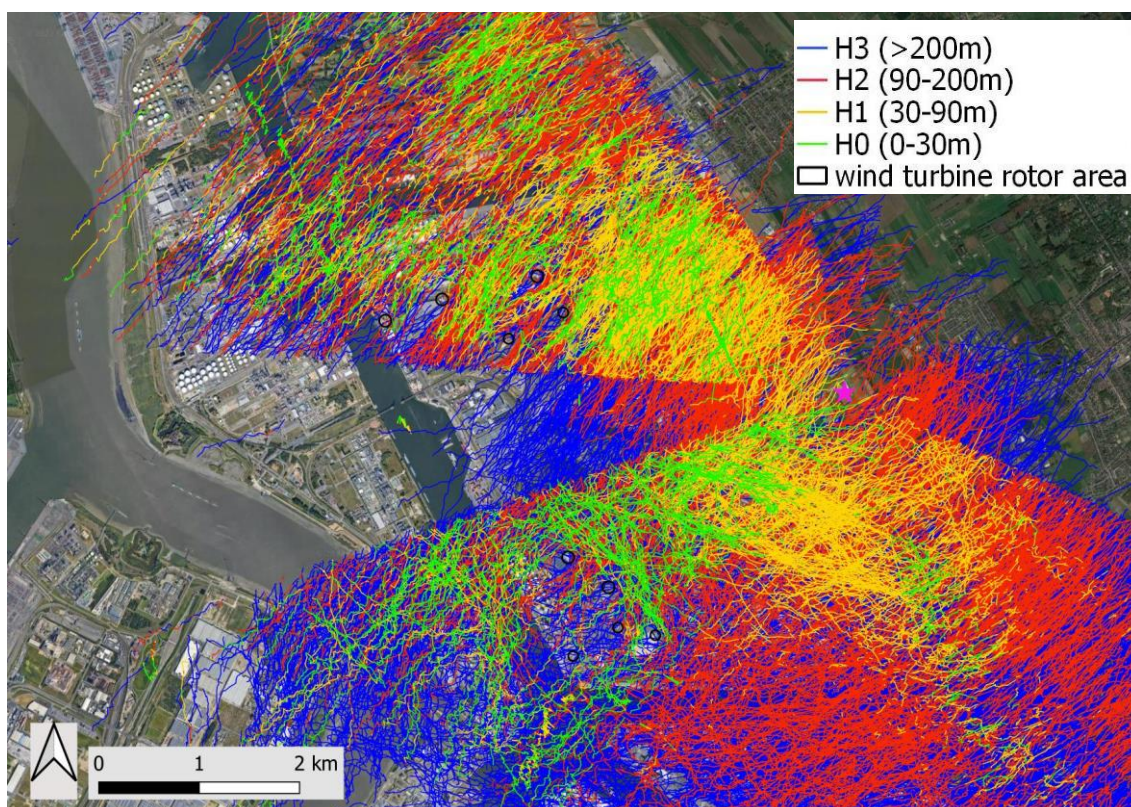 H3 (>200m)
H2 (90-200m)
H1 (30-90m)
H0 (0-30m)
wind turbine rotor area
0 1 2 km